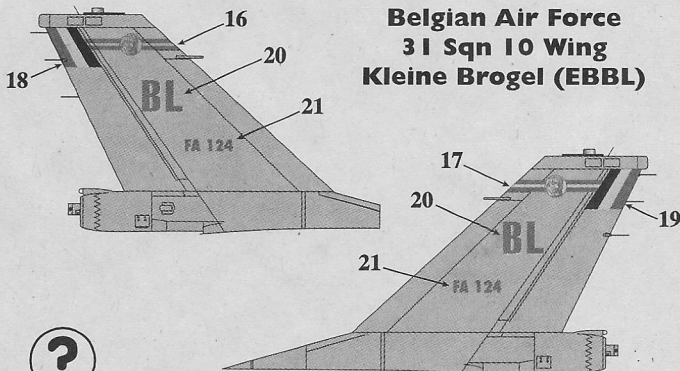 Belgian Air Force
31 Sqn 10 Wing
Kleine Brogel (EBBL)
16
20
18
21
BL
FA 124
17
20
19
21
BL
FA 124
?